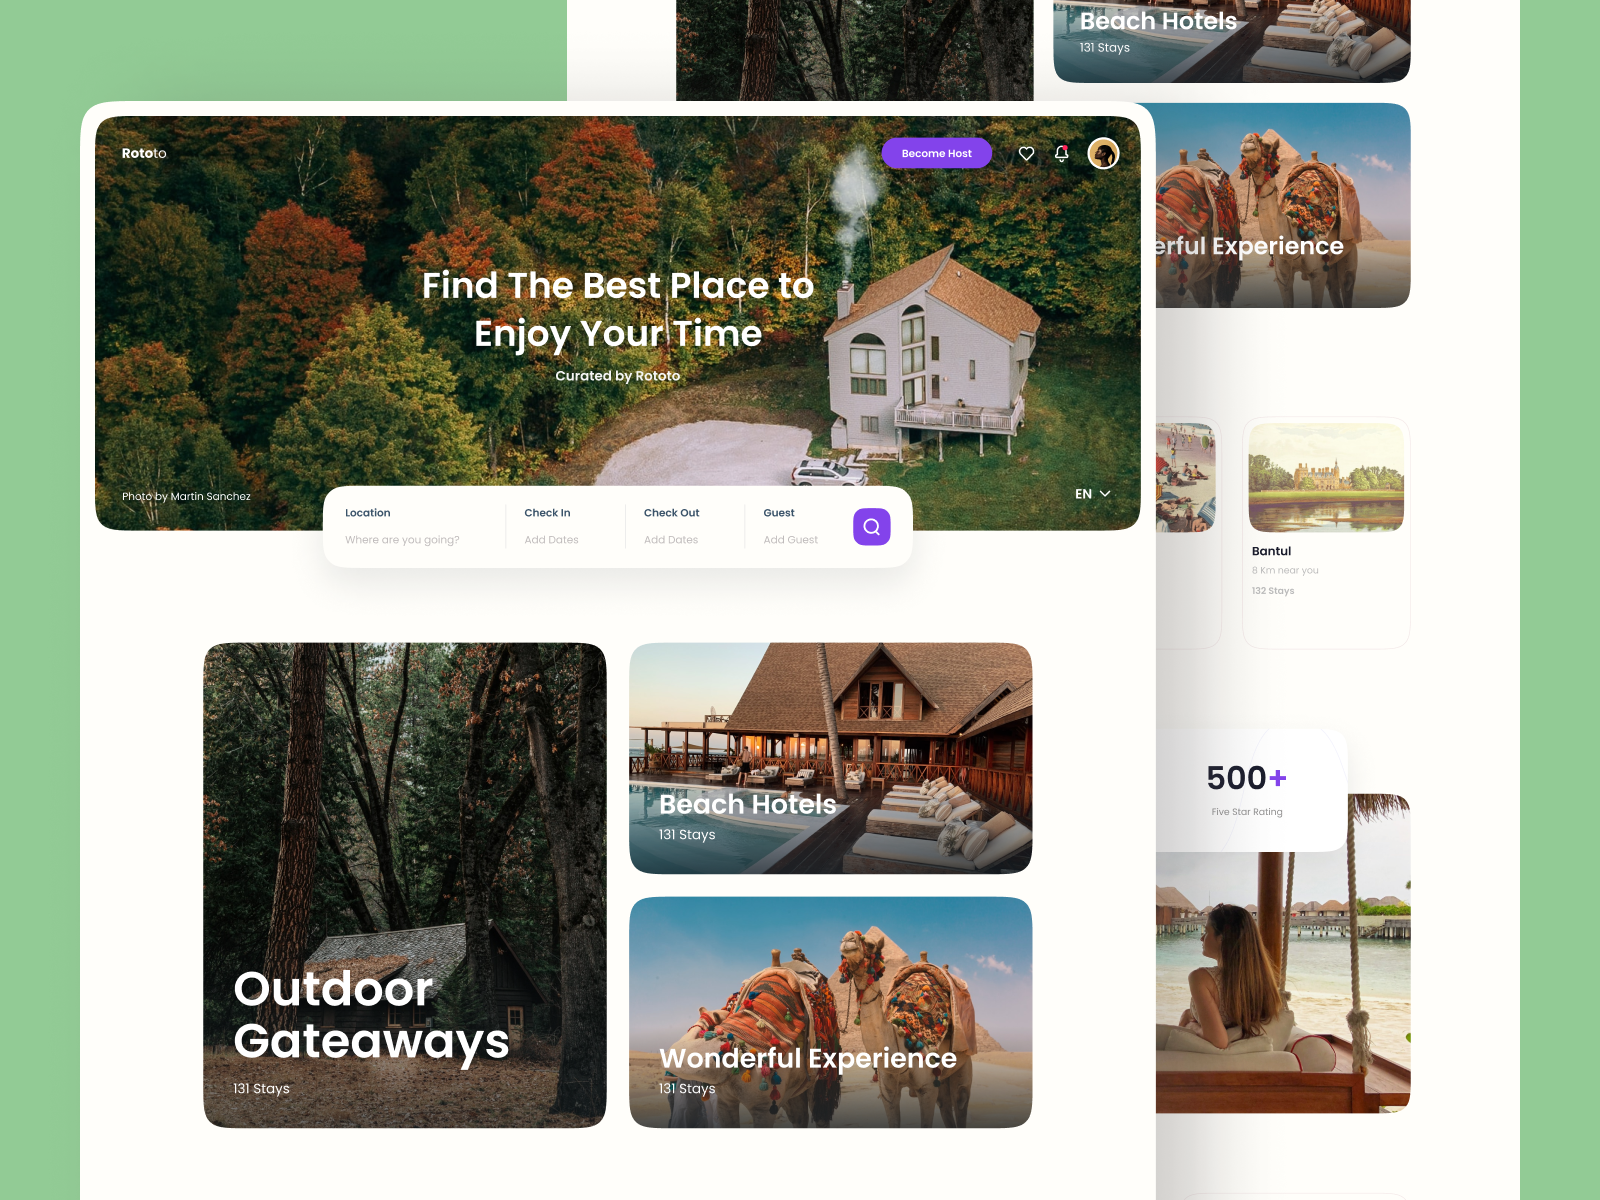 Beach Hotels
131 Stays
Rototo
Become Host
erful Experience
Find The Best Place to
Enjoy Your Time
Curated by Rototo
Photo by Martin Sanchez
EN
Location
Where are you going?
Check In
Add Dates
Check Out
Add Dates
Guest
Add Guest
Bantul
8 Km near you
132 Stays
Outdoor
Gateaways
131 Stays
Beach Hotels
131 Stays
Wonderful Experience
131 Stays
500+
Five Star Rating